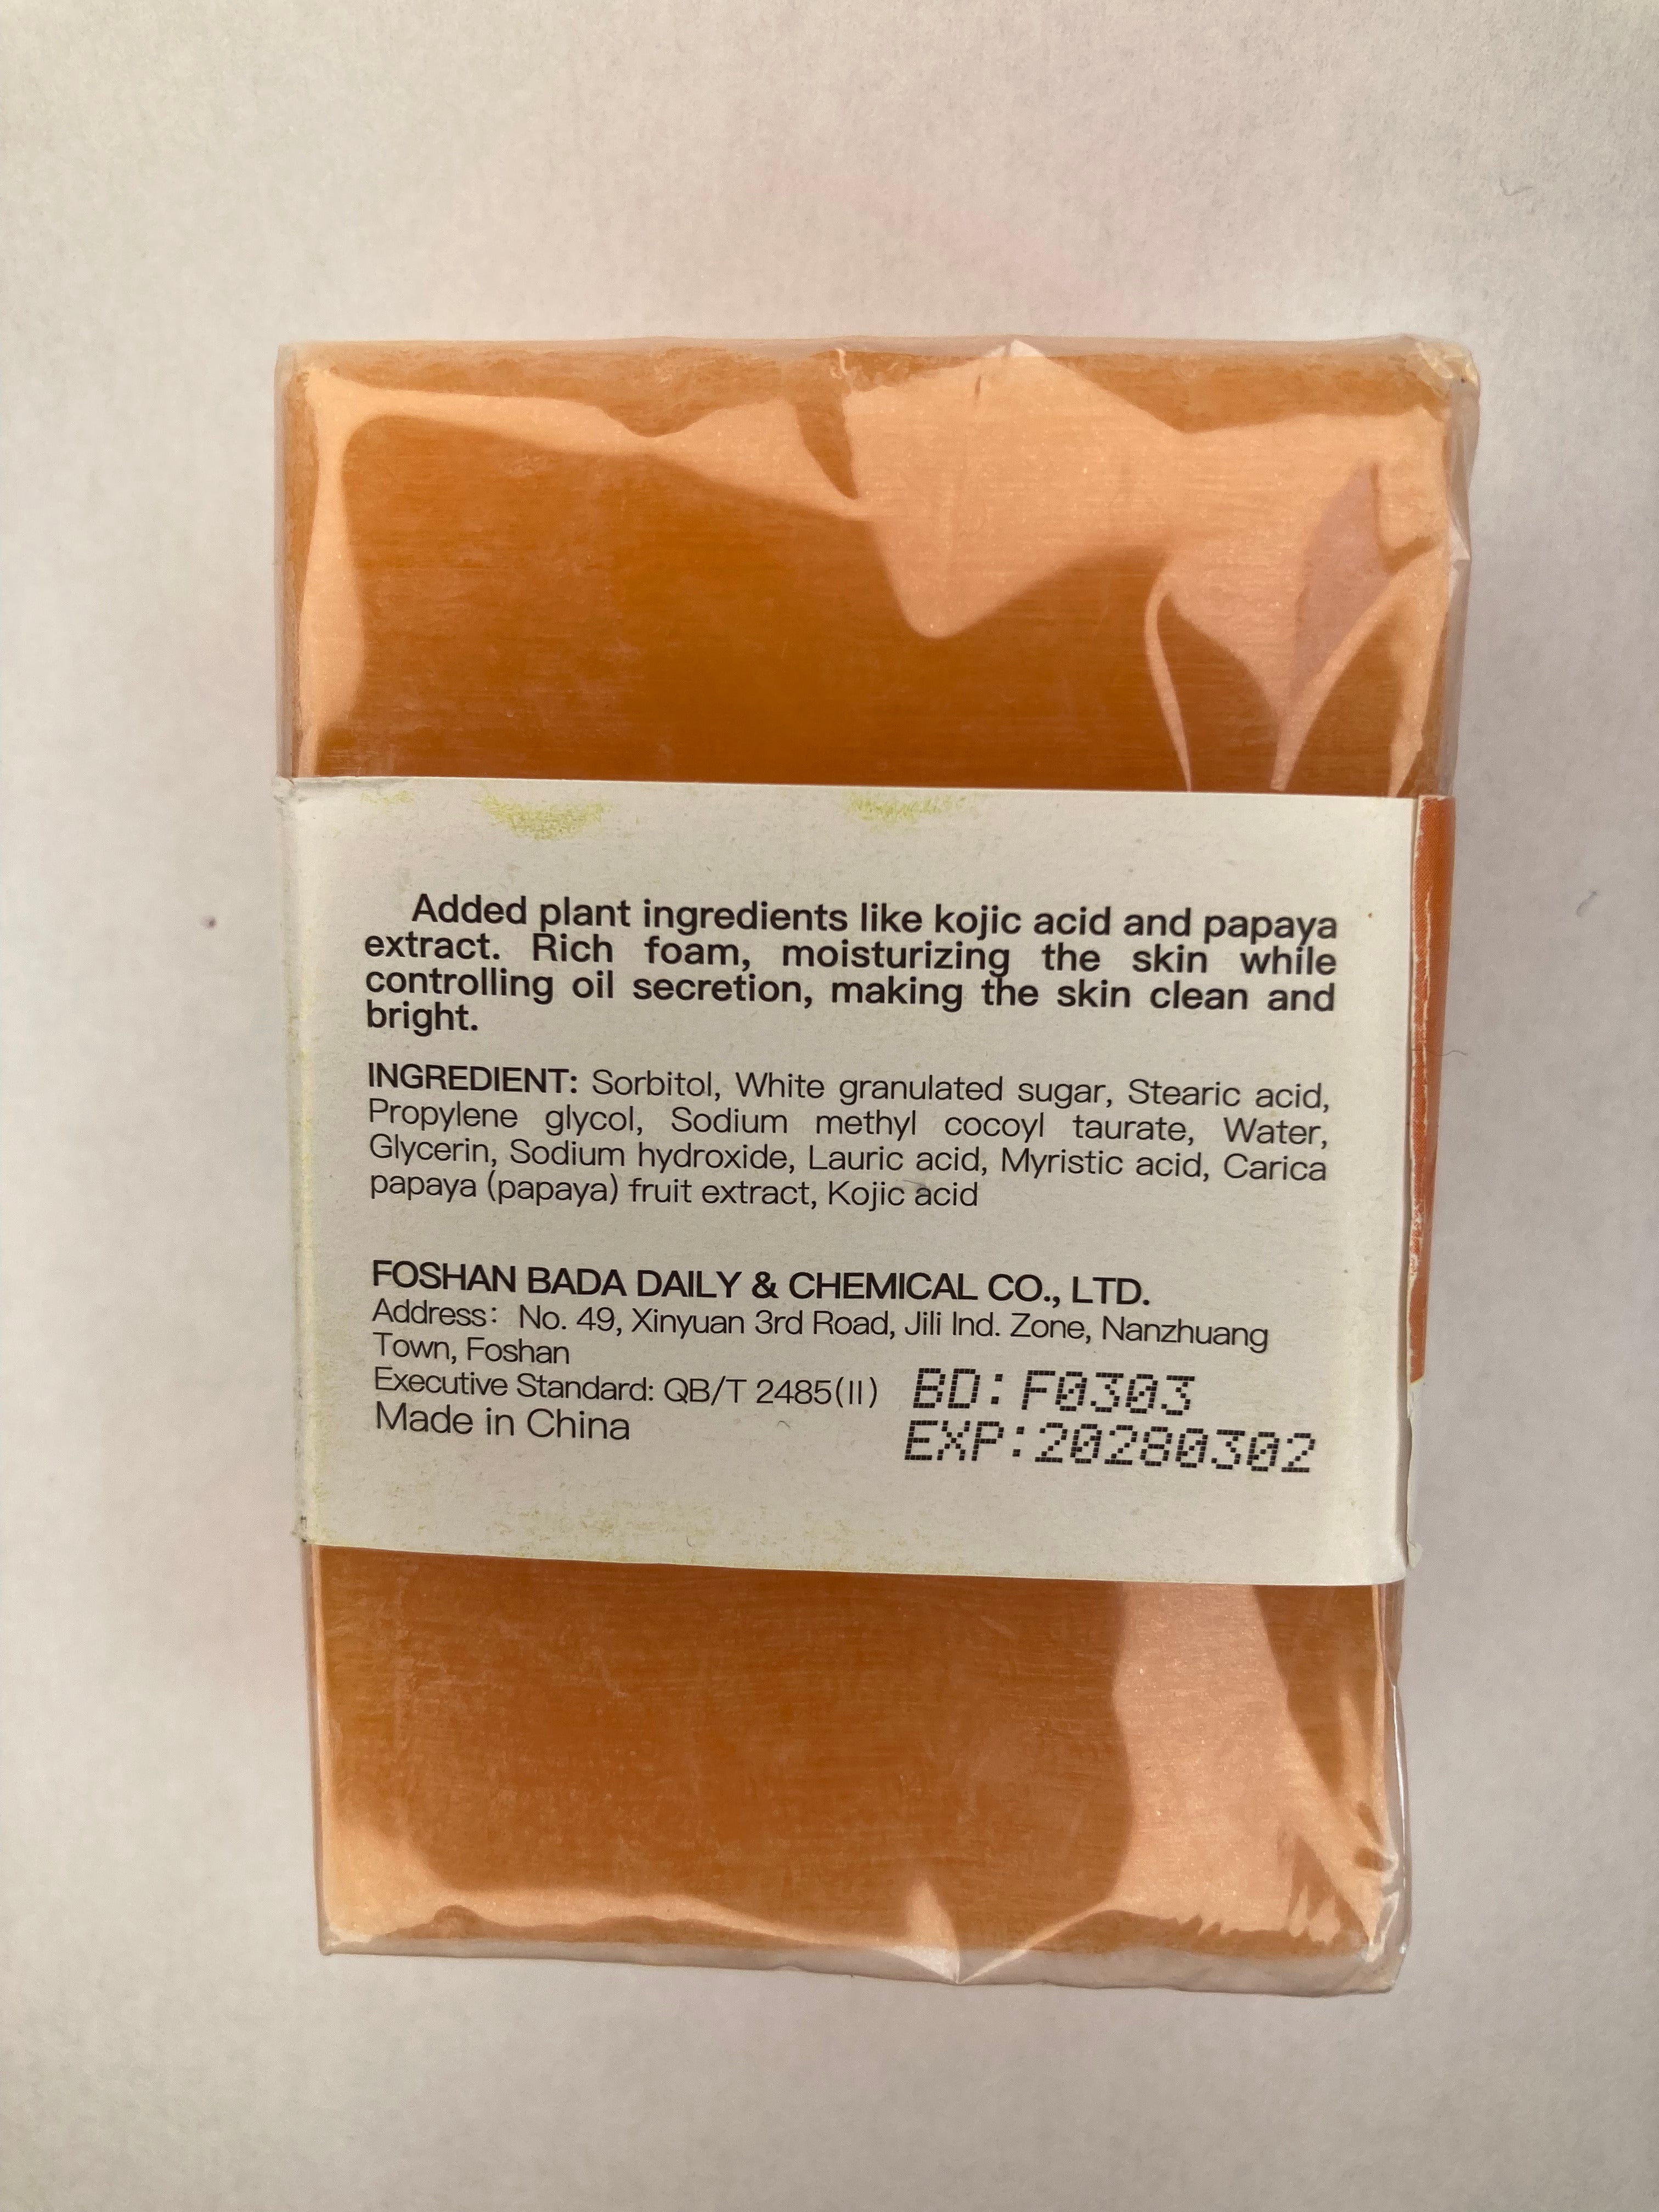 Added plant ingredients like kojic acid and papaya
extract. Rich foam, moisturizing the skin while
controlling oil secretion, making the skin clean and
bright.
INGREDIENT: Sorbitol, White granulated sugar, Stearic acid,
Propylene glycol, Sodium methyl cocoyl taurate, Water,
Glycerin, Sodium hydroxide, Lauric acid, Myristic acid, Carica
papaya (papaya) fruit extract, Kojic acid
FOSHAN BADA DAILY & CHEMICAL CO., LTD.
Address: No. 49, Xinyuan 3rd Road, Jili Ind. Zone, Nanzhuang
Town, Foshan
Executive Standard: QB/T 2485(II)
Made in China
BD: F0303
EXP:20280302